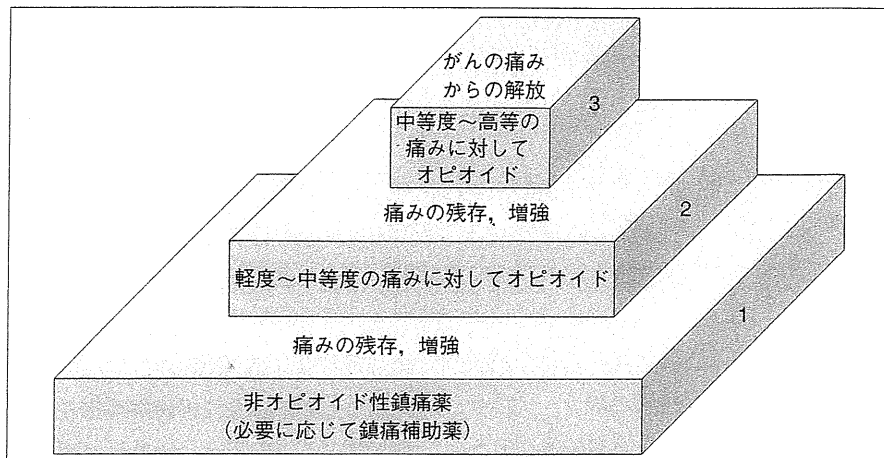 がんの痛み
からの解放
3
中等度〜高等の
痛みに対して
オピオイド
痛みの残存，増強
2
軽度〜中等度の痛みに対してオピオイド
1
痛みの残存，増強
非オピオイド性鎮痛薬
（必要に応じて鎮痛補助薬）